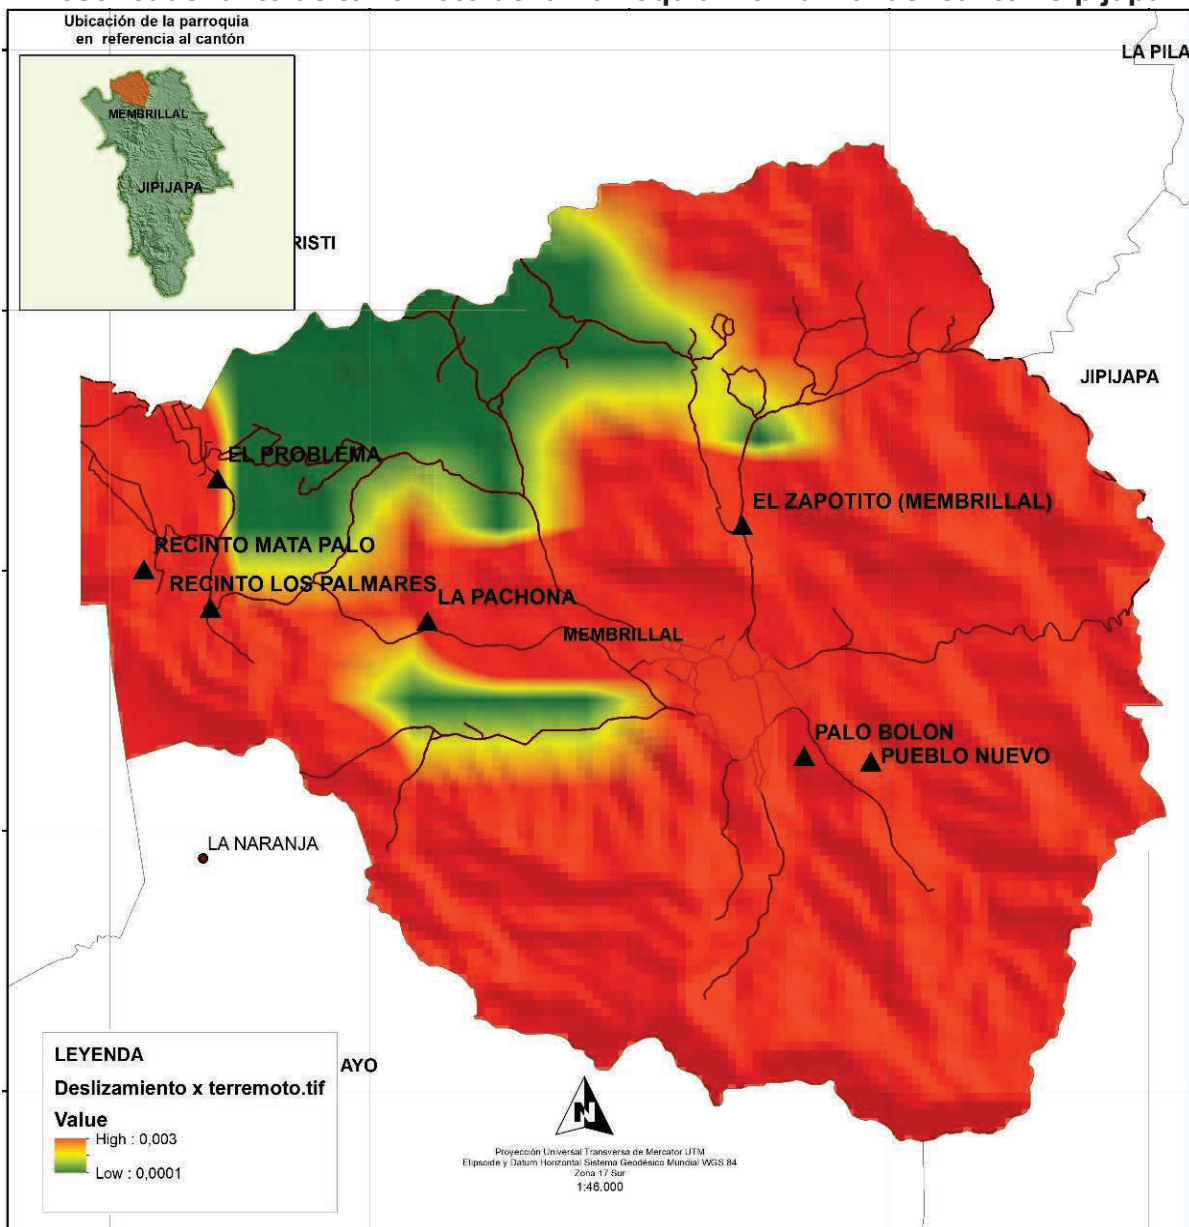 Ubicación de la parroquia
en referencia al cantón
LA PILA
MEMBRILLAL
JIPIJAPA
RISTI
JIPIJAPA
EL PROBLEMA
EL ZAPOTITO (MEMBRILLAL)
RECINTO MATA PALO
RECINTO LOS PALMARES
LA PACHONA
MEMBRILLAL
PALO BOLON
PUEBLO NUEVO
LA NARANJA
LEYENDA
AYO
Deslizamiento x terremoto.tif
Value
High : 0,003
Low : 0,0001
N
Proyección Universal Transversa de Mercator UTM
Elipsoide y Datum Horizontal Sistema Geodésico Mundial WGS 84
Zona 17 Sur
1:46.000